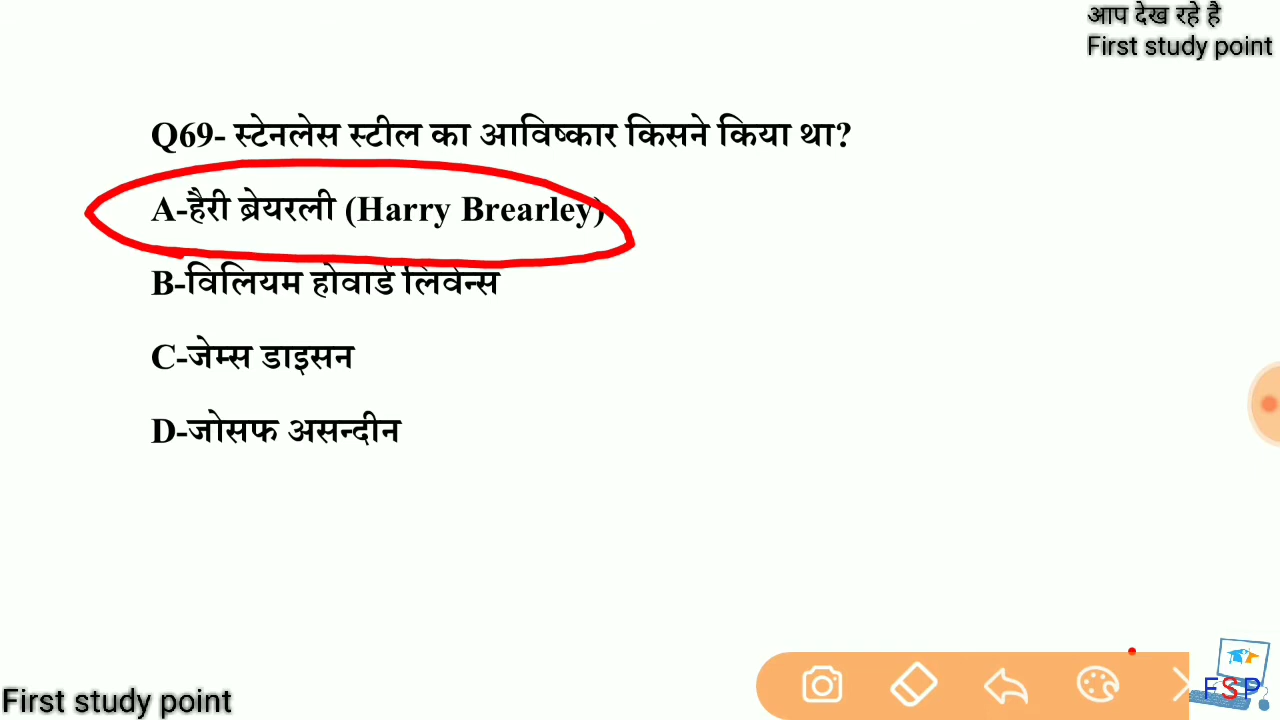 आप देख रहे है
First study point
Q69- स्टेनलेस स्टील का आविष्कार किसने किया था?
A-हैरी ब्रेयरली (Harry Brearley)
B-विलियम होवार्ड लिवेन्स
C-जेम्स डाइसन
D-जोसफ असन्दीन
First study point
FSP